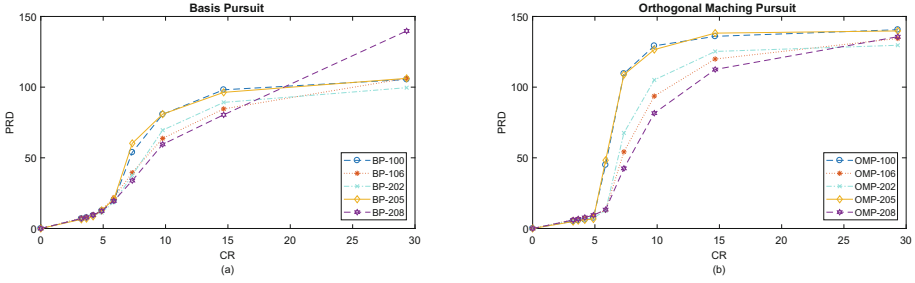 Basis Pursuit
150
100
50
0
PRD
0 5 10 15 20 25 30
CR
(a)
BP-100
BP-106
BP-202
BP-205
BP-208
Orthogonal Maching Pursuit
150
100
50
0
PRD
0 5 10 15 20 25 30
CR
(b)
OMP-100
OMP-106
OMP-202
OMP-205
OMP-208